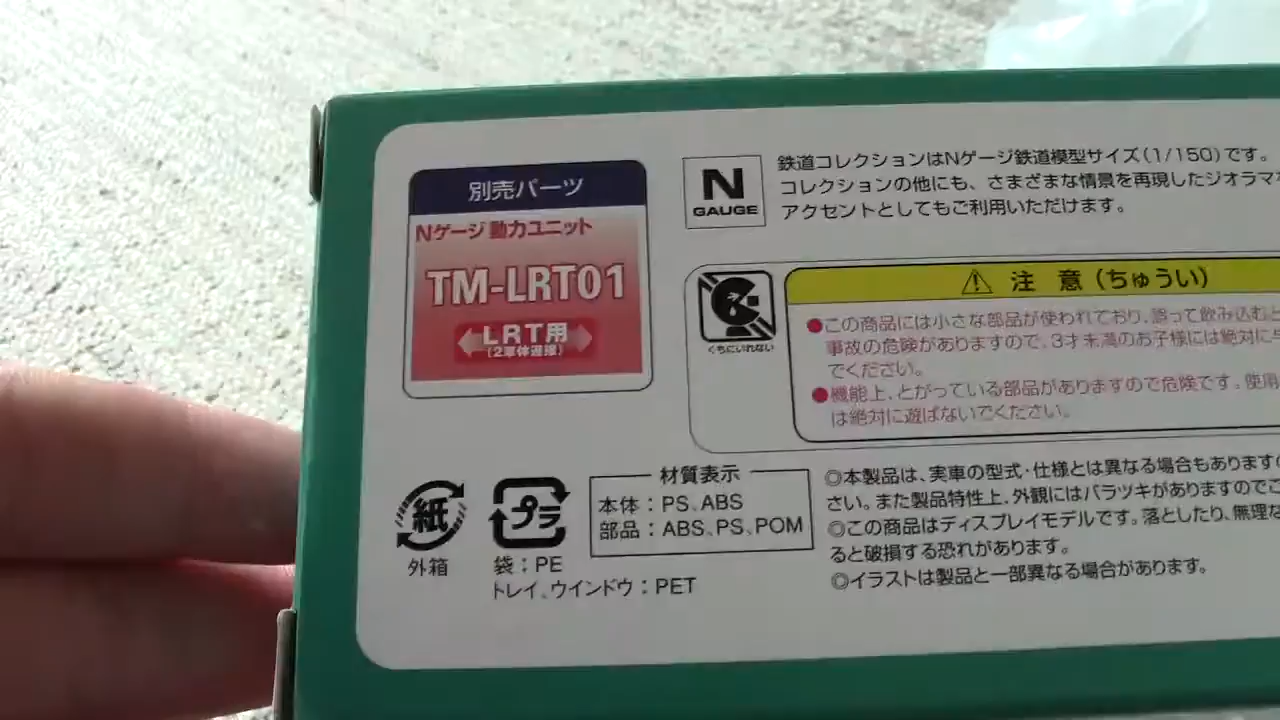 別売パーツ
Nゲージ 動力ユニット
TM-LRT01
LRT用
(2車体連接)
N
GAUGE
鉄道コレクションはNゲージ鉄道模型サイズ(1/150)です。
コレクションの他にも、さまざまな情景を再現したジオラマ
アクセントとしてもご利用いただけます。
くちにいれない
注 意(ちゅうい)
●この商品には小さな部品が使われており、誤って飲み込むと
事故の危険がありますので、3才未満のお子様には絶対に
でください。
●機能上、とがっている部品がありますので危険です。使用
は絶対に遊ばないでください。
紙
外箱
プラ
袋:PE
トレイ、ウインドウ:PET
材質表示
本体:PS、ABS
部品:ABS、PS、POM
◎本製品は、実車の型式・仕様とは異なる場合もあります
さい。また製品特性上、外観にはバラツキがありますのでご
◎この商品はディスプレイモデルです。落としたり、無理な
ると破損する恐れがあります。
◎イラストは製品と一部異なる場合があります。